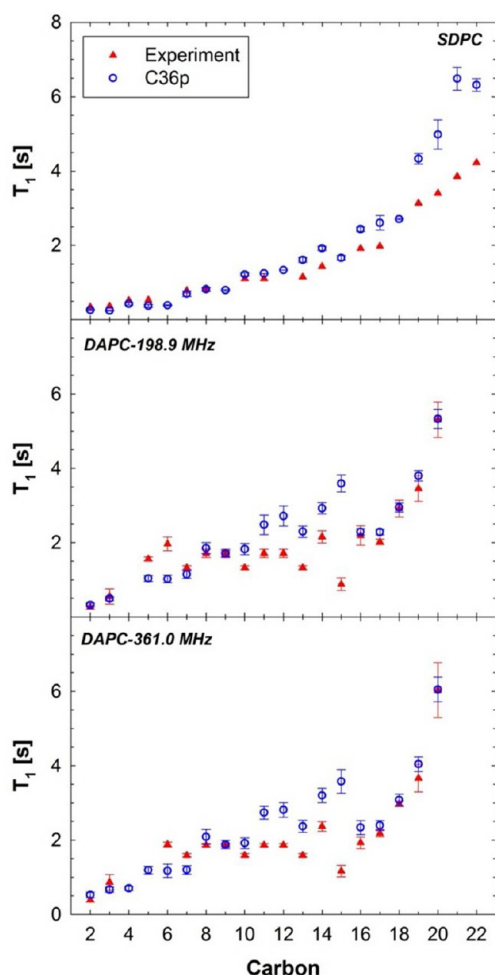 SDPC
Experiment
C36p
T₁ [s]
8
6
4
2
DAPC-198.9 MHz
T₁ [s]
6
4
2
DAPC-361.0 MHz
T₁ [s]
6
4
2
0
2 4 6 8 10 12 14 16 18 20 22
Carbon